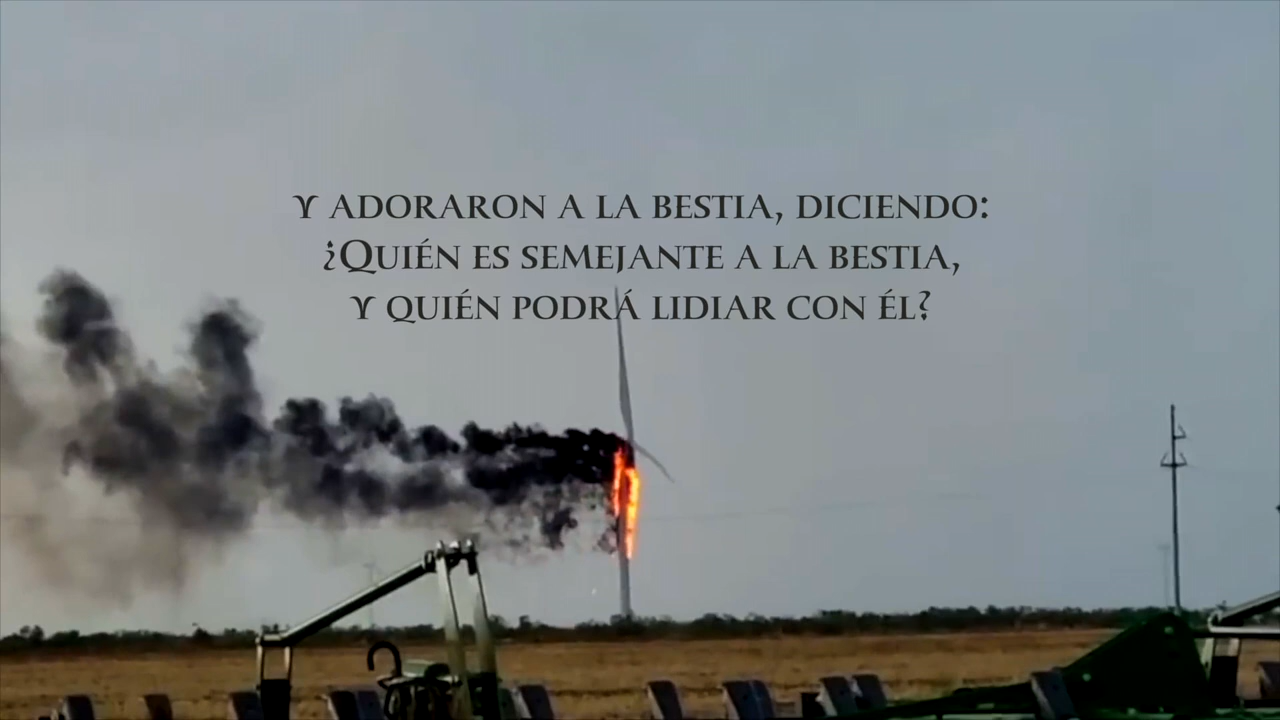 Y ADORARON A LA BESTIA, DICIENDO:
¿QUIÉN ES SEMEJANTE A LA BESTIA,
Y QUIÉN PODRÁ LIDIAR CON ÉL?